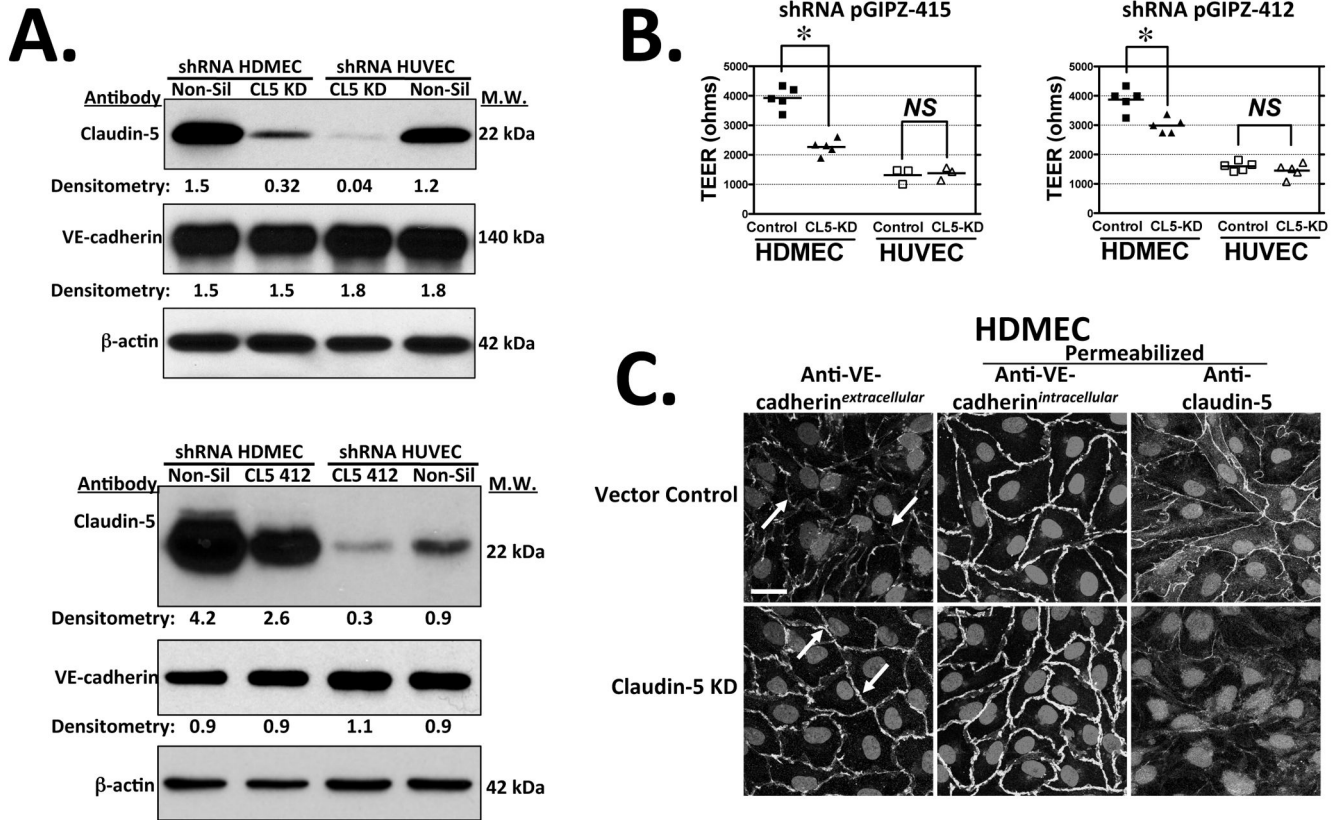 A.
shRNA HDMEC shRNA HUVEC
Antibody Non-Sil CL5 KD CL5 KD Non-Sil M.W.
Claudin-5 22 kDa
Densitometry: 1.5 0.32 0.04 1.2
VE-cadherin 140 kDa
Densitometry: 1.5 1.5 1.8 1.8
β-actin 42 kDa
shRNA HDMEC shRNA HUVEC
Antibody Non-Sil CL5 412 CL5 412 Non-Sil M.W.
Claudin-5
22 kDa
Densitometry: 4.2 2.6 0.3 0.9
VE-cadherin
Densitometry: 0.9 0.9 1.1 0.9
β-actin 42 kDa
B.
shRNA pGIPZ-415
*
NS
TEER (ohms)
5000
4000
3000
2000
1000
0
Control CL5-KD Control CL5-KD
HDMEC HUVEC
shRNA pGIPZ-412
*
NS
TEER (ohms)
5000
4000
3000
2000
1000
0
Control CL5-KD Control CL5-KD
HDMEC HUVEC
C.
HDMEC
Permeabilized
Anti-VE-
cadherinextracellular
Anti-VE-
cadherinintracellular
Anti-
claudin-5
Vector Control
Claudin-5 KD